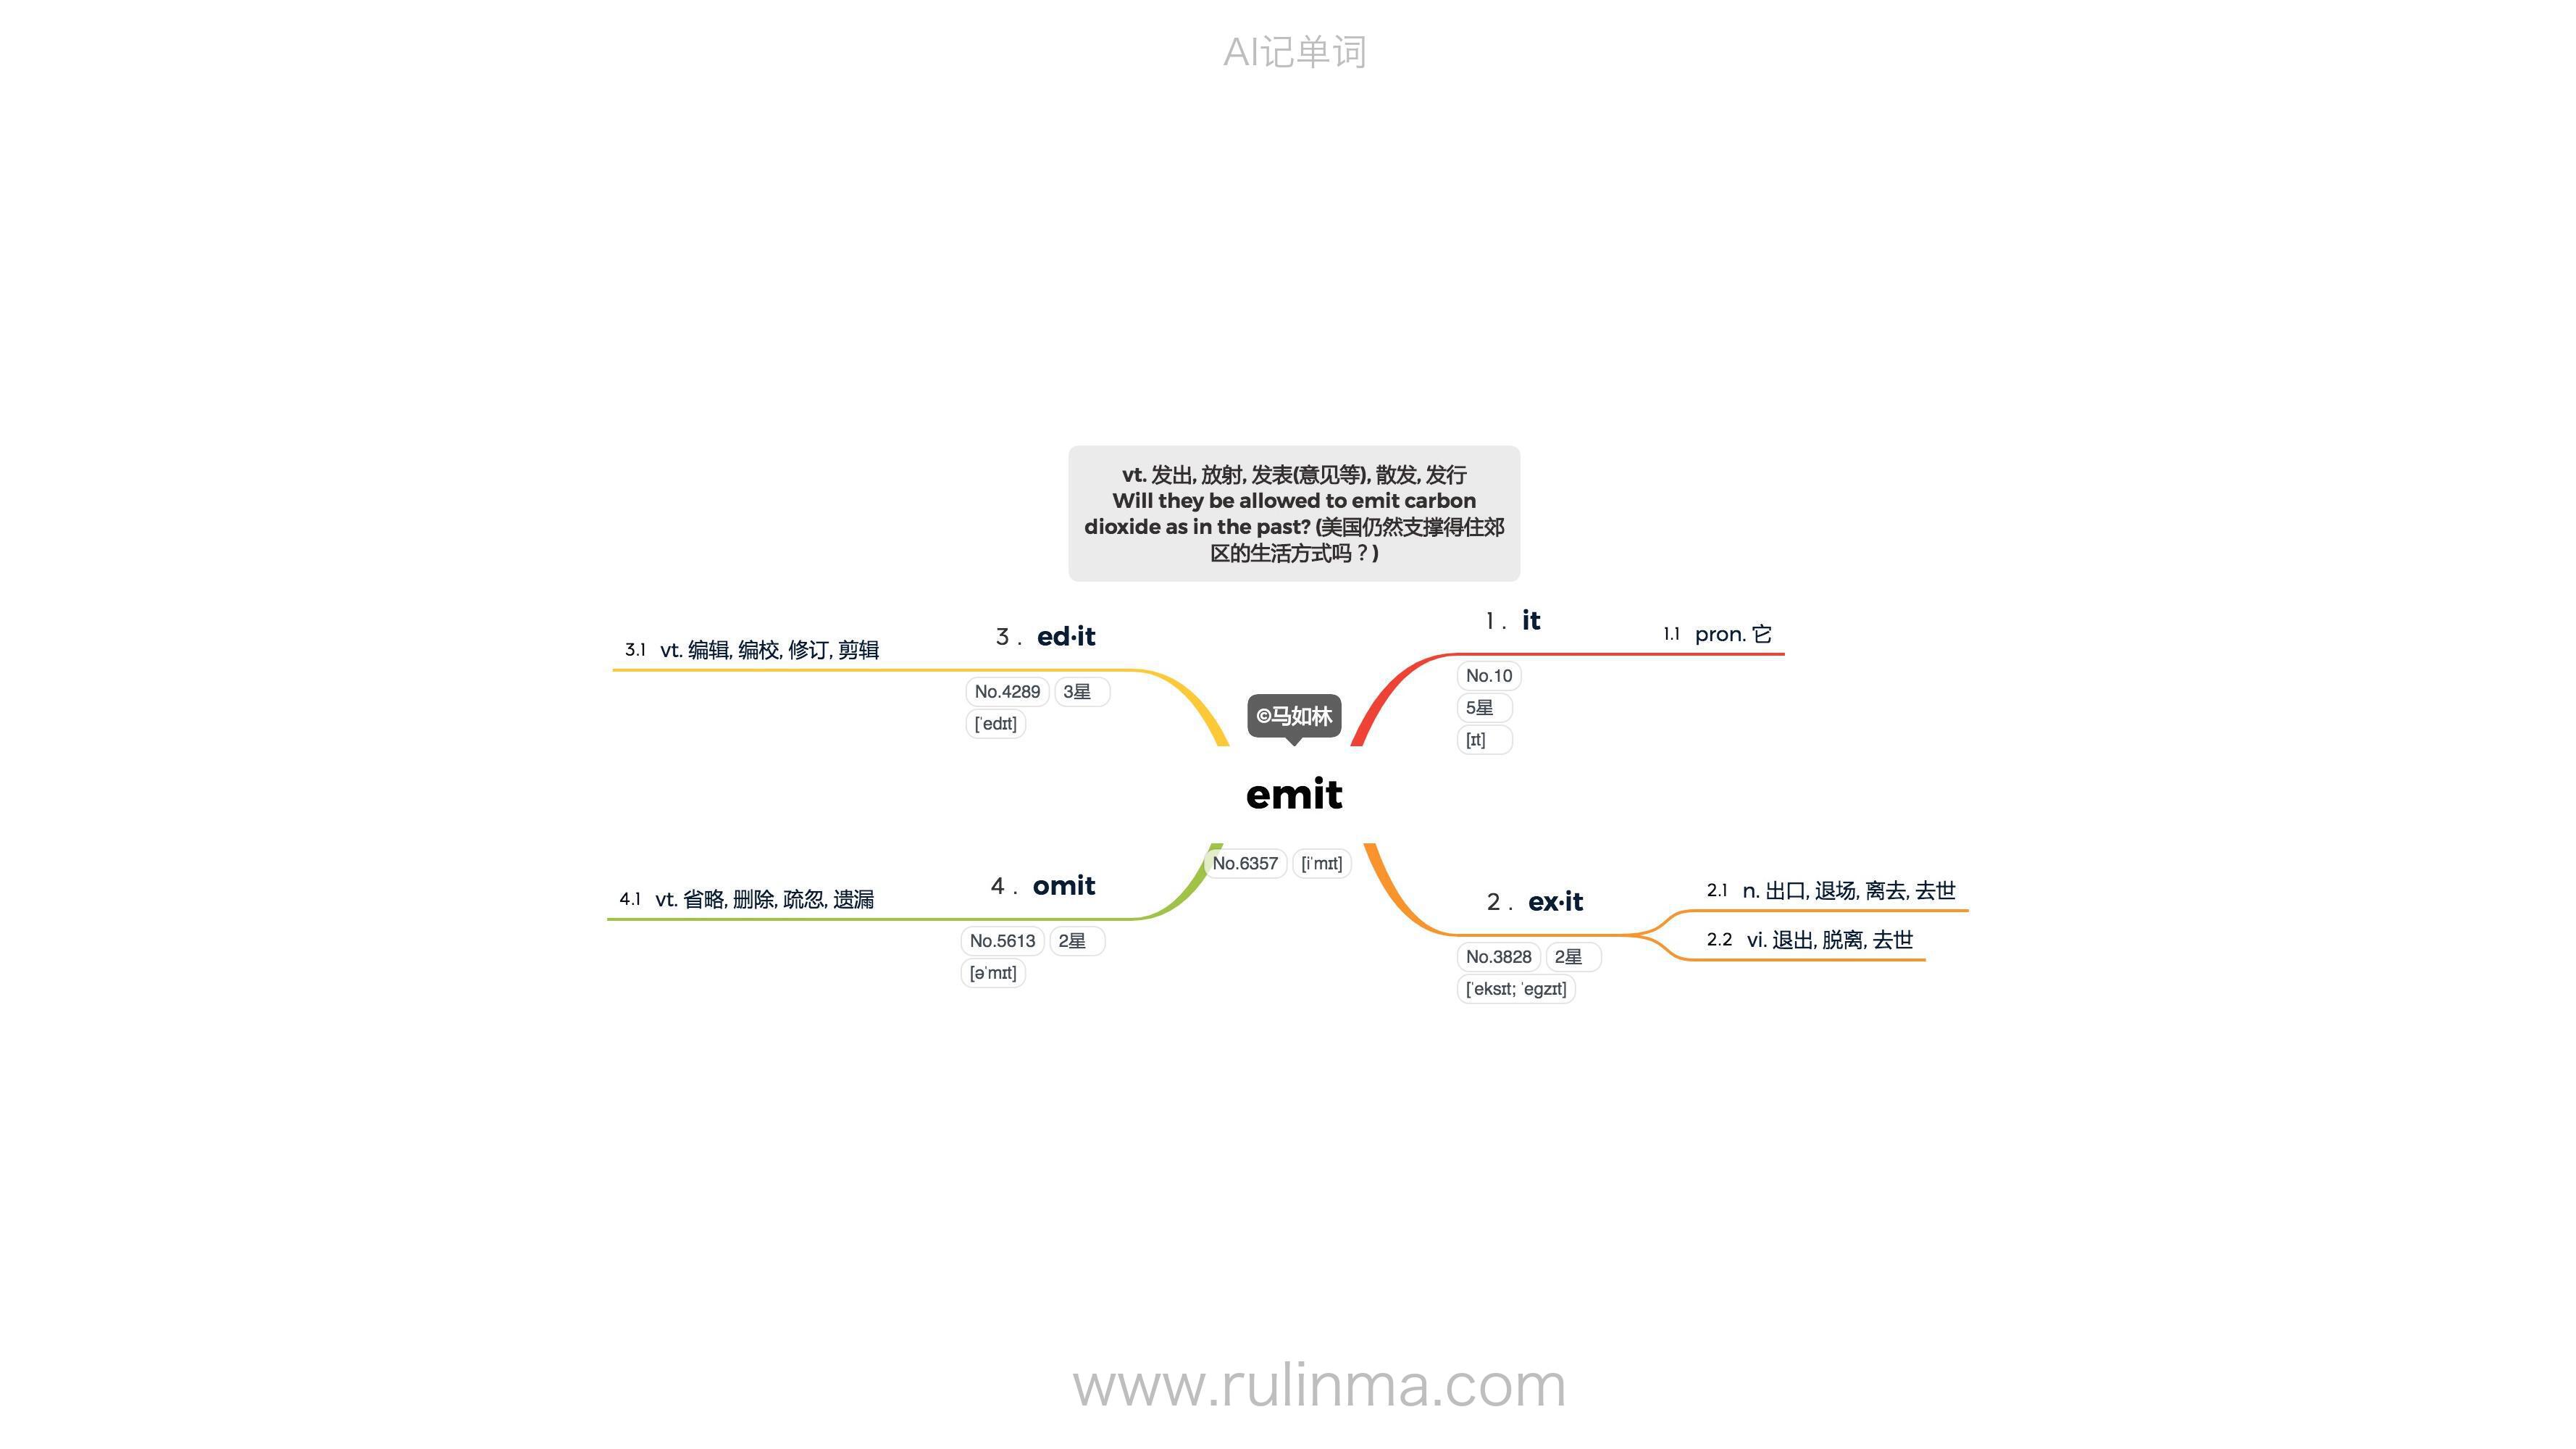 AI记单词
vt. 发出, 放射, 发表(意见等), 散发, 发行
Will they be allowed to emit carbon
dioxide as in the past? (美国仍然支撑得住郊
区的生活方式吗？)
©马如林
emit
No.6357 [iˈmɪt]
1 . it
No.10
5星
[ɪt]
1.1 pron. 它
2 . ex·it
No.3828 2星
[ˈeksɪt; ˈegzɪt]
2.1 n. 出口, 退场, 离去, 去世
2.2 vi. 退出, 脱离, 去世
3 . ed·it
No.4289 3星
[ˈedɪt]
3.1 vt. 编辑, 编校, 修订, 剪辑
4 . omit
No.5613 2星
[əˈmɪt]
4.1 vt. 省略, 删除, 疏忽, 遗漏
www.rulinma.com